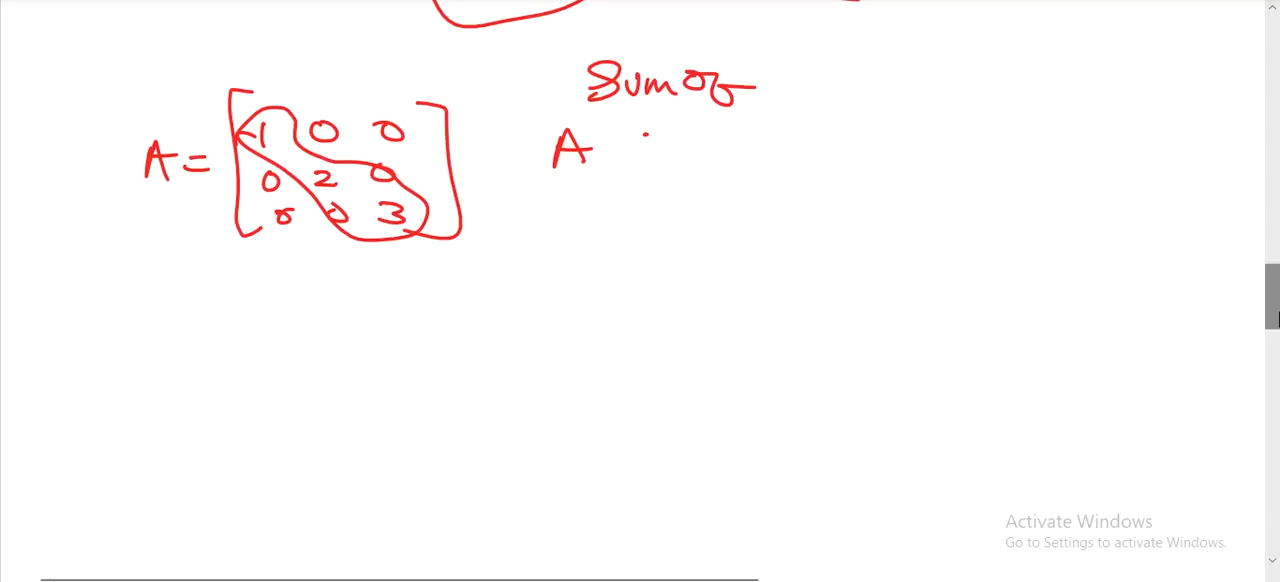 Sum of
A = [ -1 0 0
0 2 0
0 0 3 ]
A
Activate Windows
Go to Settings to activate Windows.